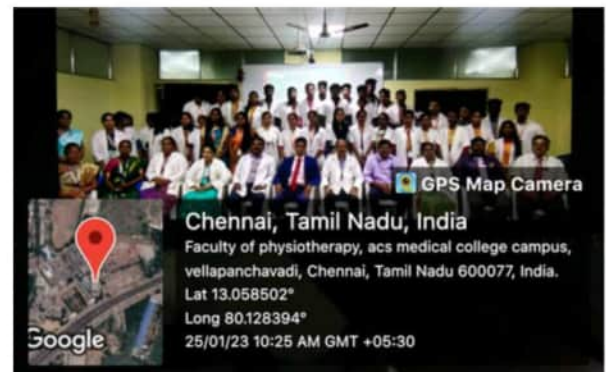 GPS Map Camera
Chennai, Tamil Nadu, India
Faculty of physiotherapy, acs medical college campus,
vellapanchavadi, Chennai, Tamil Nadu 600077, India.
Lat 13.058502°
Long 80.128394°
25/01/23 10:25 AM GMT +05:30
Google